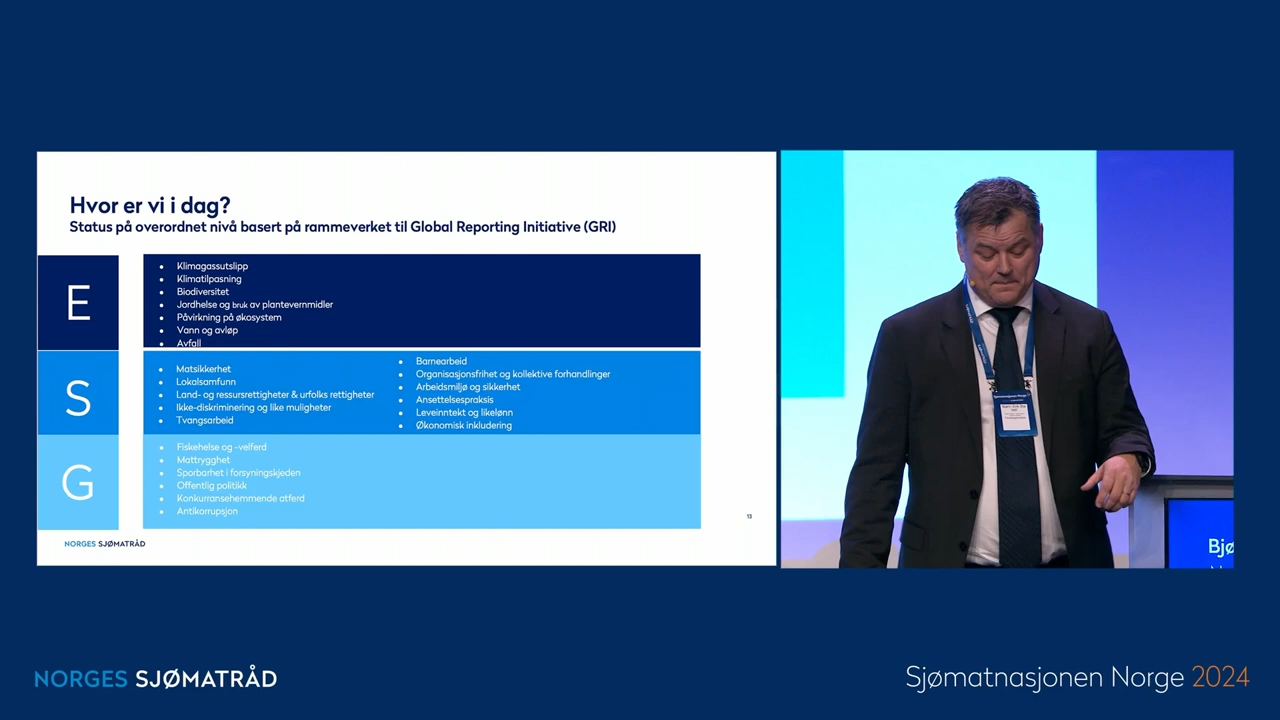 Hvor er vi i dag?
Status på overordnet nivå basert på rammeverket til Global Reporting Initiative (GRI)
E
• Klimagassutslipp
• Klimatilpasning
• Biodiversitet
• Jordhelse og bruk av plantevernmidler
• Påvirkning på økosystem
• Vann og avløp
• Avfall
S
• Matsikkerhet
• Lokalsamfunn
• Land- og ressursrettigheter & urfolks rettigheter
• Ikke-diskriminering og like muligheter
• Tvangsarbeid
• Barnearbeid
• Organisasjonsfrihet og kollektive forhandlinger
• Arbeidsmiljø og sikkerhet
• Ansettelsespraksis
• Leveinntekt og likelønn
• Økonomisk inkludering
G
• Fiskehelse og -velferd
• Mattrygghet
• Sporbarhet i forsyningskjeden
• Offentlig politikk
• Konkurransehemmende atferd
• Antikorrupsjon
13
NORGES SJØMATRÅD
Sjømatnasjonen Norge
Bjø
NORGES SJØMATRÅD
Sjømatnasjonen Norge 2024